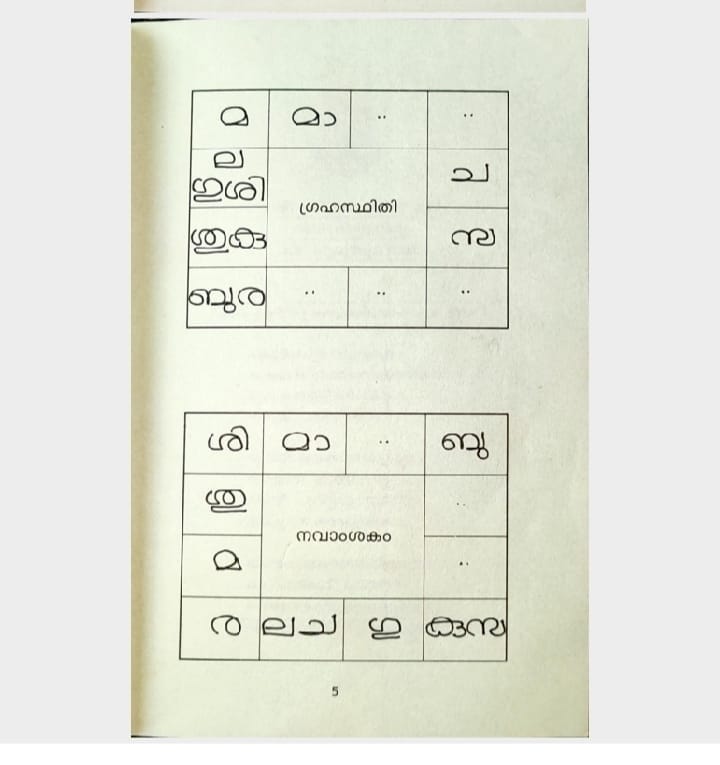 മ മാ .. ..
ല
ഗുശി ച
ഗ്രഹസ്ഥിതി
ശുകു സ
ബുര .. .. ..
ശി മാ .. ബു
ശു ..
നവാംശകം
മ ..
ര ലച ഗു കുസ
5